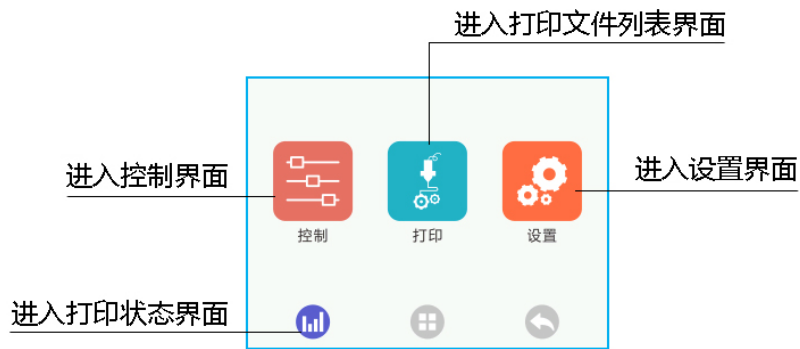 进入打印文件列表界面
进入控制界面
进入设置界面
控制
打印
设置
进入打印状态界面